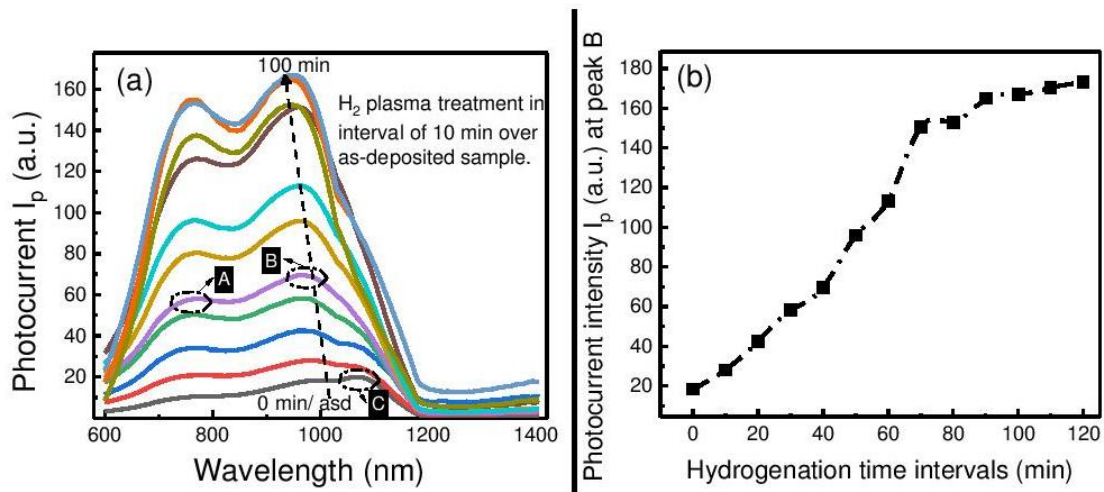 (a)
100 min
H₂ plasma treatment in
interval of 10 min over
as-deposited sample.
A
B
C
0 min/ asd
Photocurrent Iₚ (a.u.)
160
140
120
100
80
60
40
20
600 800 1000 1200 1400
Wavelength (nm)
(b)
Photocurrent intensity Iₚ (a.u.) at peak B
180
160
140
120
100
80
60
40
20
0 20 40 60 80 100 120
Hydrogenation time intervals (min)